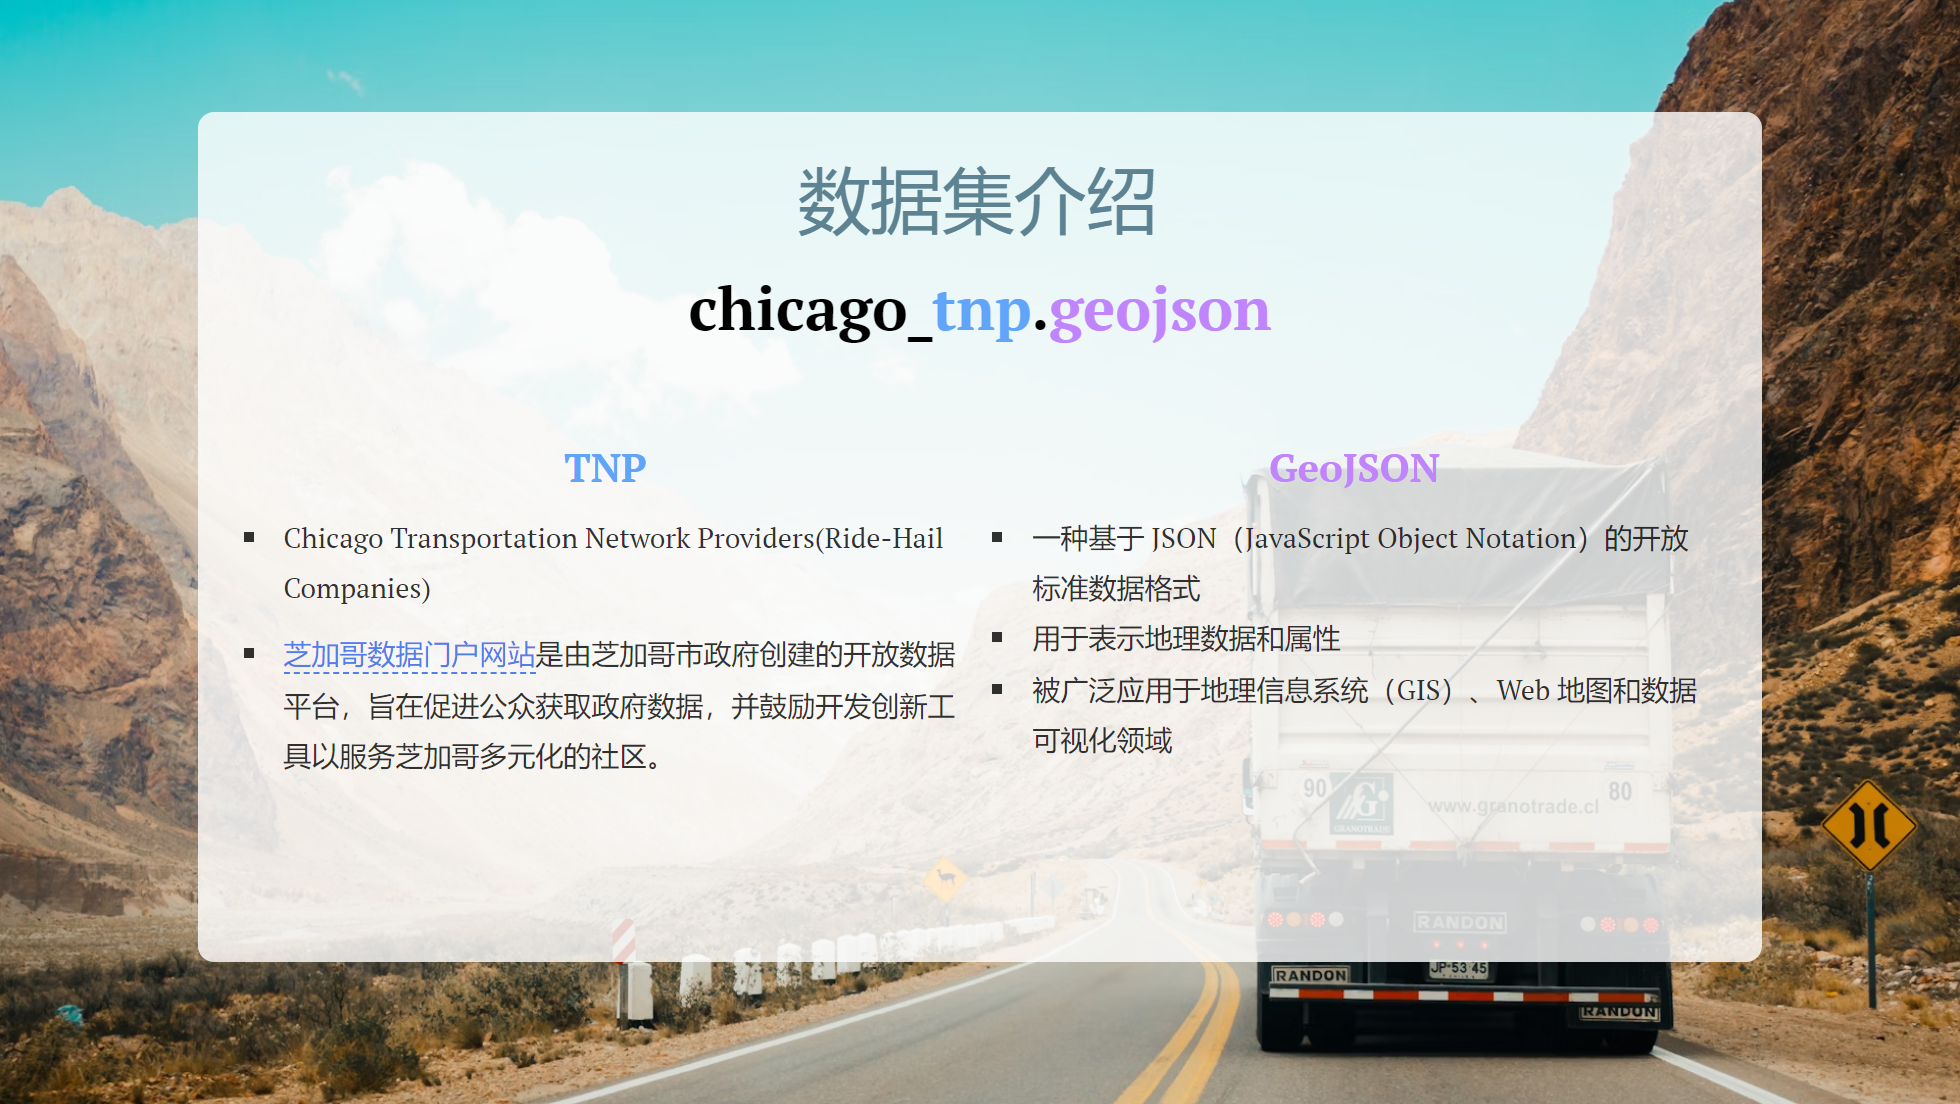 数据集介绍
chicago_tnp.geojson
TNP
Chicago Transportation Network Providers(Ride-Hail
Companies)
芝加哥数据门户网站是由芝加哥市政府创建的开放数据
平台，旨在促进公众获取政府数据，并鼓励开发创新工
具以服务芝加哥多元化的社区。
GeoJSON
一种基于 JSON（JavaScript Object Notation）的开放
标准数据格式
用于表示地理数据和属性
被广泛应用于地理信息系统（GIS）、Web 地图和数据
可视化领域
90
GRANOTRADE
www.granotrade.cl
80
RANDON
JP-53 45
RANDON
RANDON